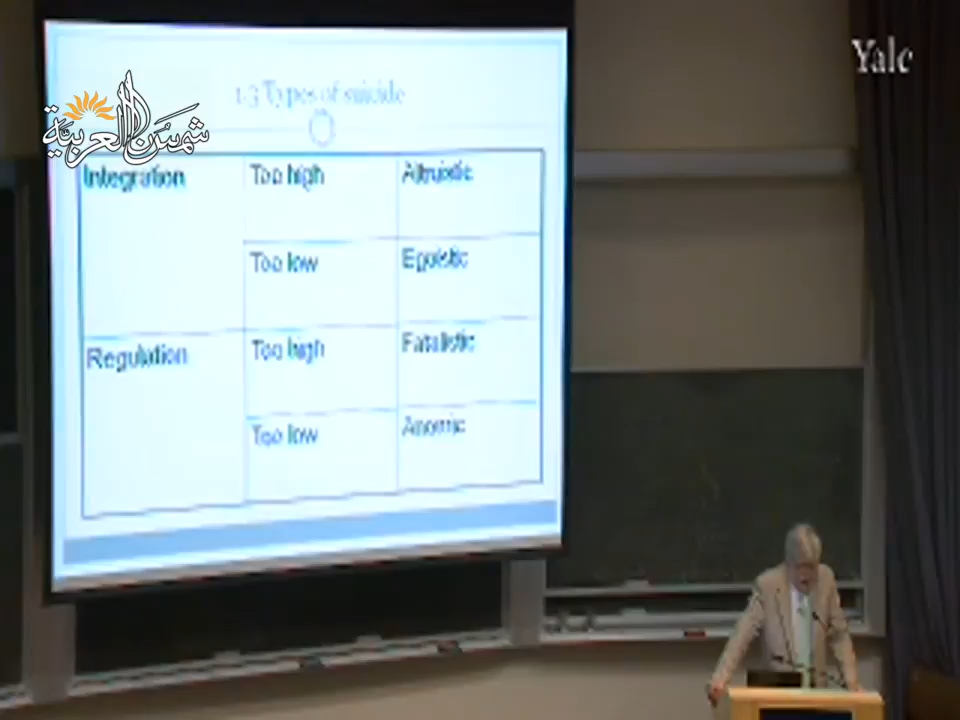 Yale
شمس العربية
1.3 Types of suicide
Integration Too high Altruistic
Too low Egoistic
Regulation Too high Fatalistic
Too low Anomic